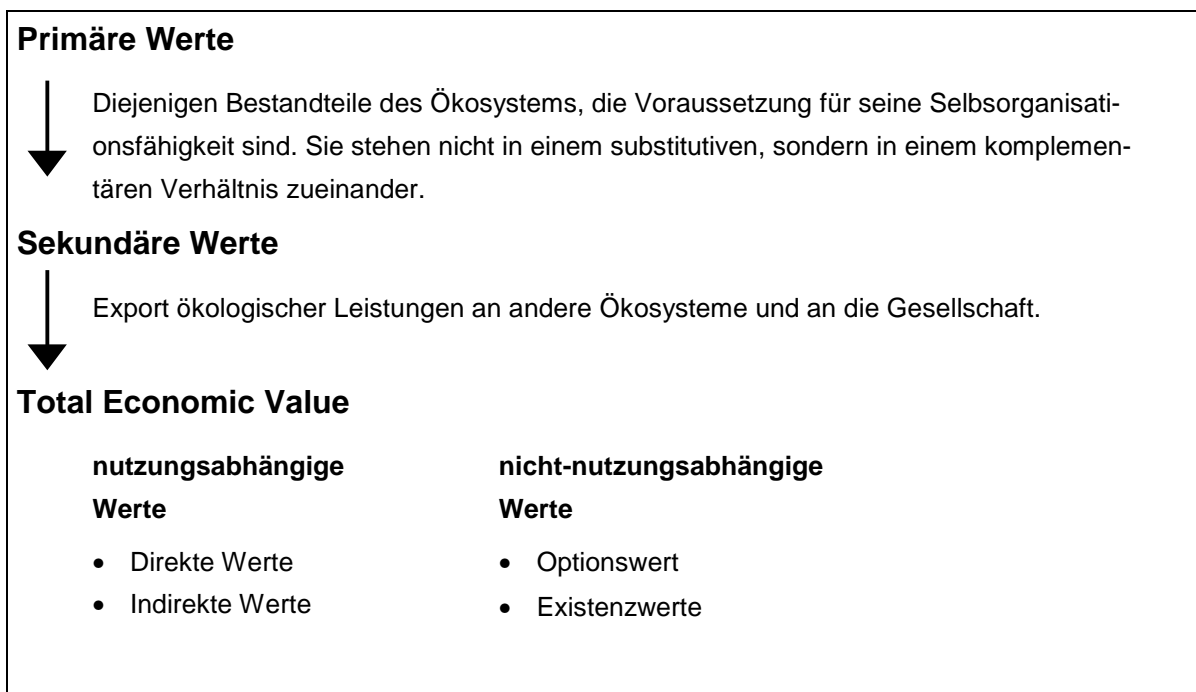 Primäre Werte
Diejenigen Bestandteile des Ökosystems, die Voraussetzung für seine Selbsorganisati-
onsfähigkeit sind. Sie stehen nicht in einem substitutiven, sondern in einem komplemen-
tären Verhältnis zueinander.
Sekundäre Werte
Export ökologischer Leistungen an andere Ökosysteme und an die Gesellschaft.
Total Economic Value
nutzungsabhängige
Werte
• Direkte Werte
• Indirekte Werte
nicht-nutzungsabhängige
Werte
• Optionswert
• Existenzwerte